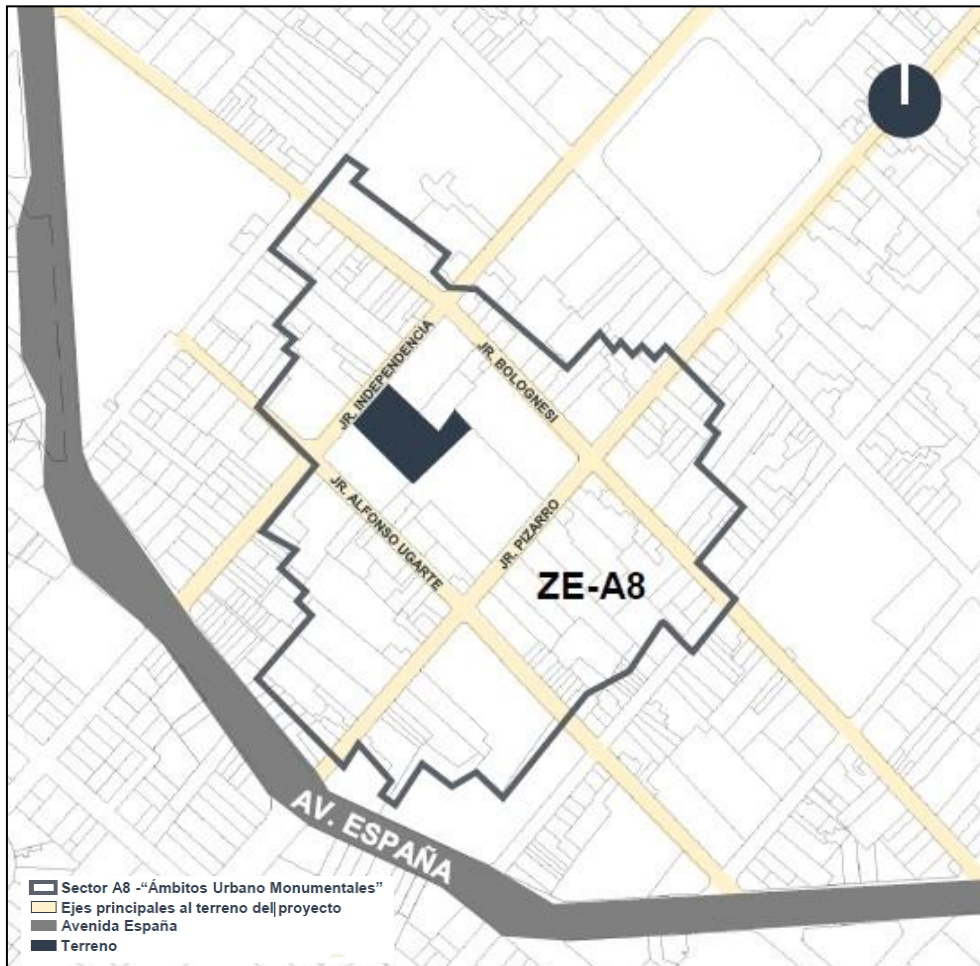 JR. INDEPENDENCIA
JR. BOLOGNESI
JR. ALFONSO UGARTE
JR. PIZARRO
ZE-A8
AV. ESPAÑA
Sector A8 -“Ámbitos Urbano Monumentales”
Ejes principales al terreno del proyecto
Avenida España
Terreno